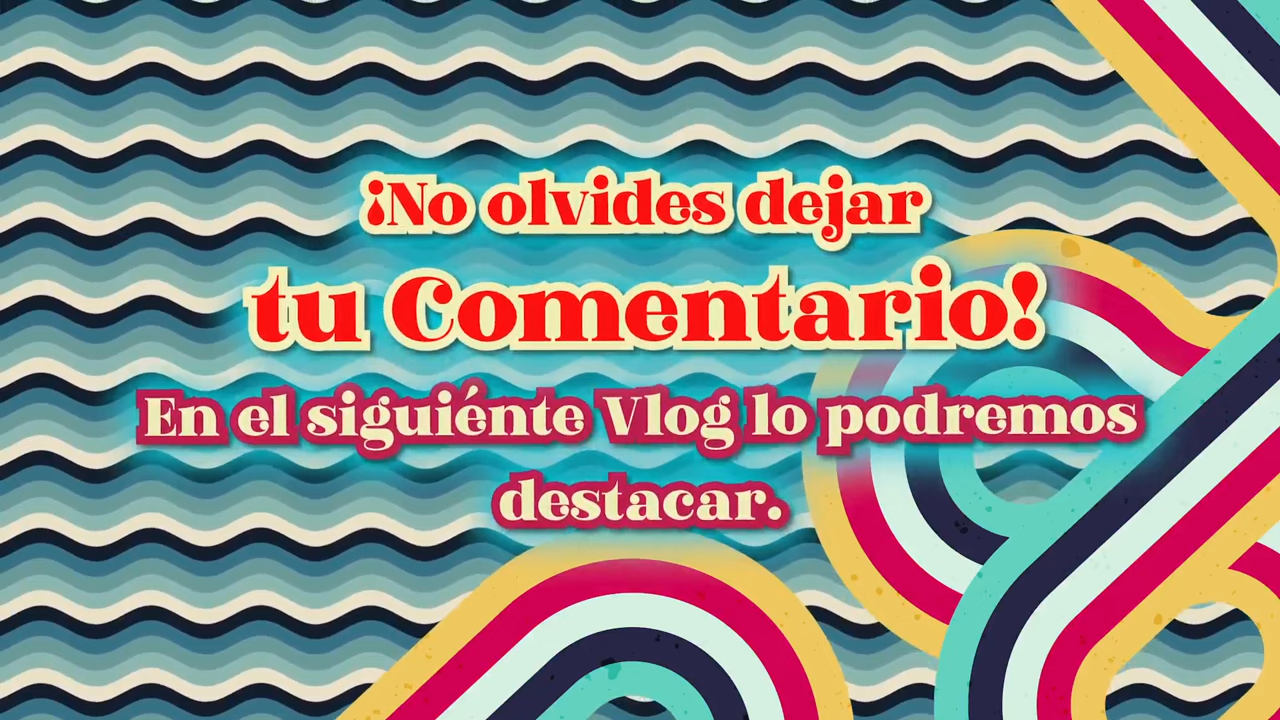 ¡No olvides dejar
tu Comentario!
En el siguiénte Vlog lo podremos
destacar.